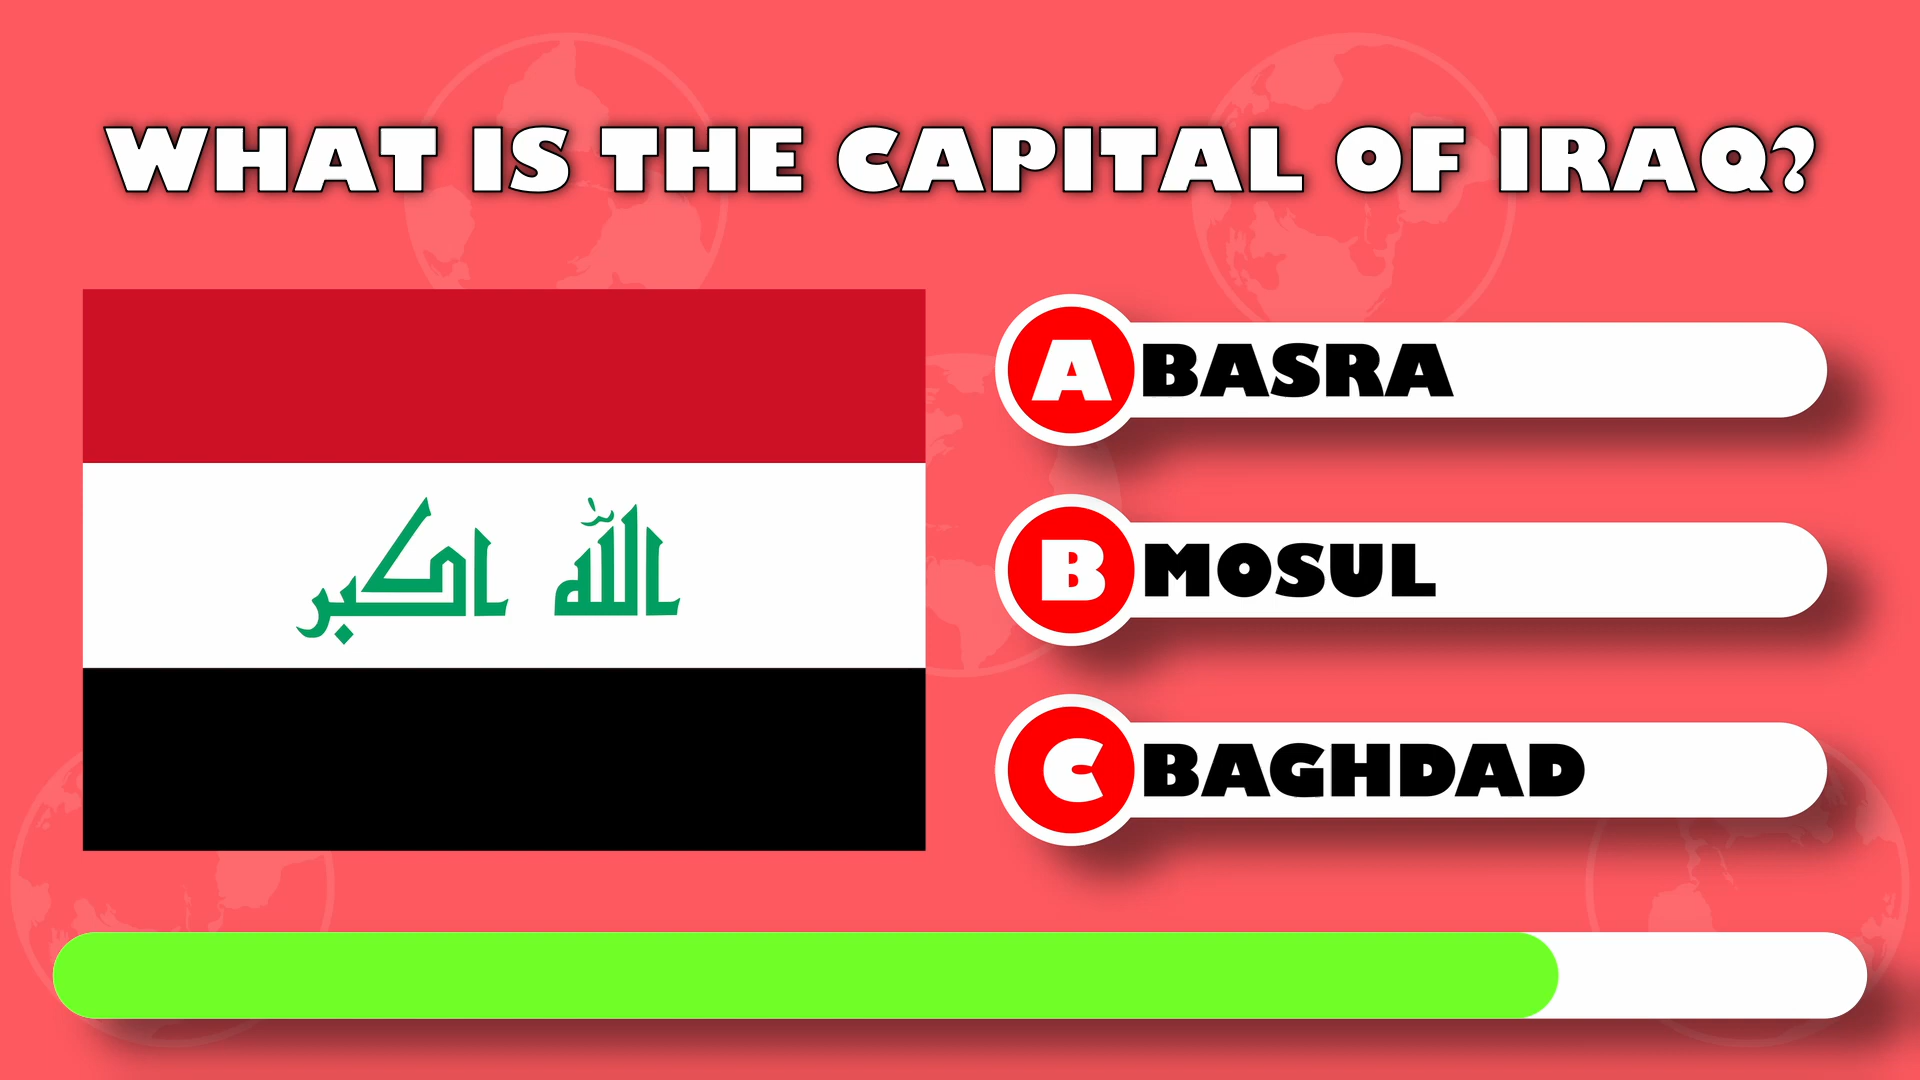 WHAT IS THE CAPITAL OF IRAQ?
الله اكبر
A BASRA
B MOSUL
C BAGHDAD